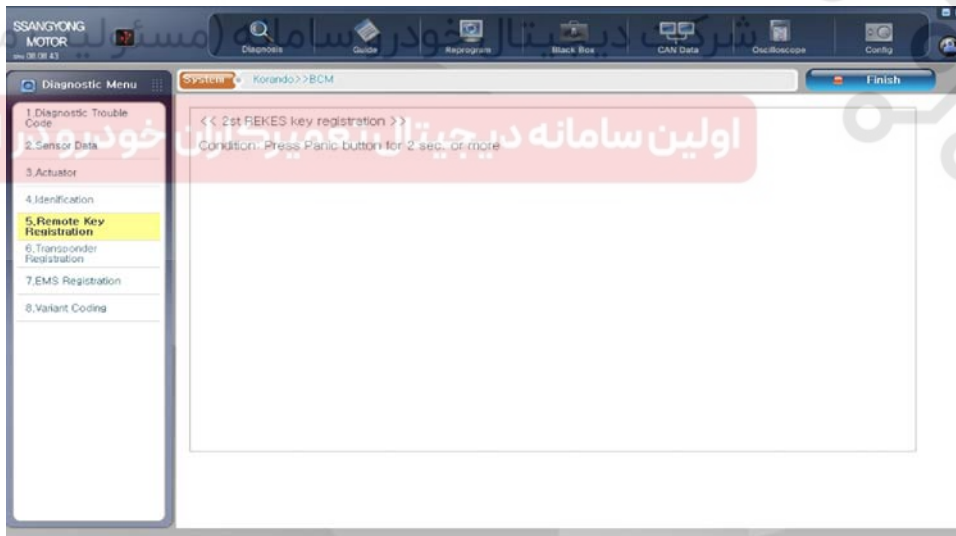 SSANGYONG
MOTOR
شرکت دیجیتال خودرو سامانه (مسئولیت
Diagnosis
Guide
Reprogram
Black Box
CAN Data
Oscilloscope
Config
Diagnostic Menu
System
Korando>>BCM
Finish
1.Diagnostic Trouble
Code
2.Sensor Data
3.Actuator
4.Idenification
5.Remote Key
Registration
6.Transponder
Registration
7.EMS Registration
8.Variant Coding
<< 2st REKES key registration >>
Condition: Press Panic button for 2 sec. or more
اولین سامانه دیجیتال تعمیرکاران خودرو در